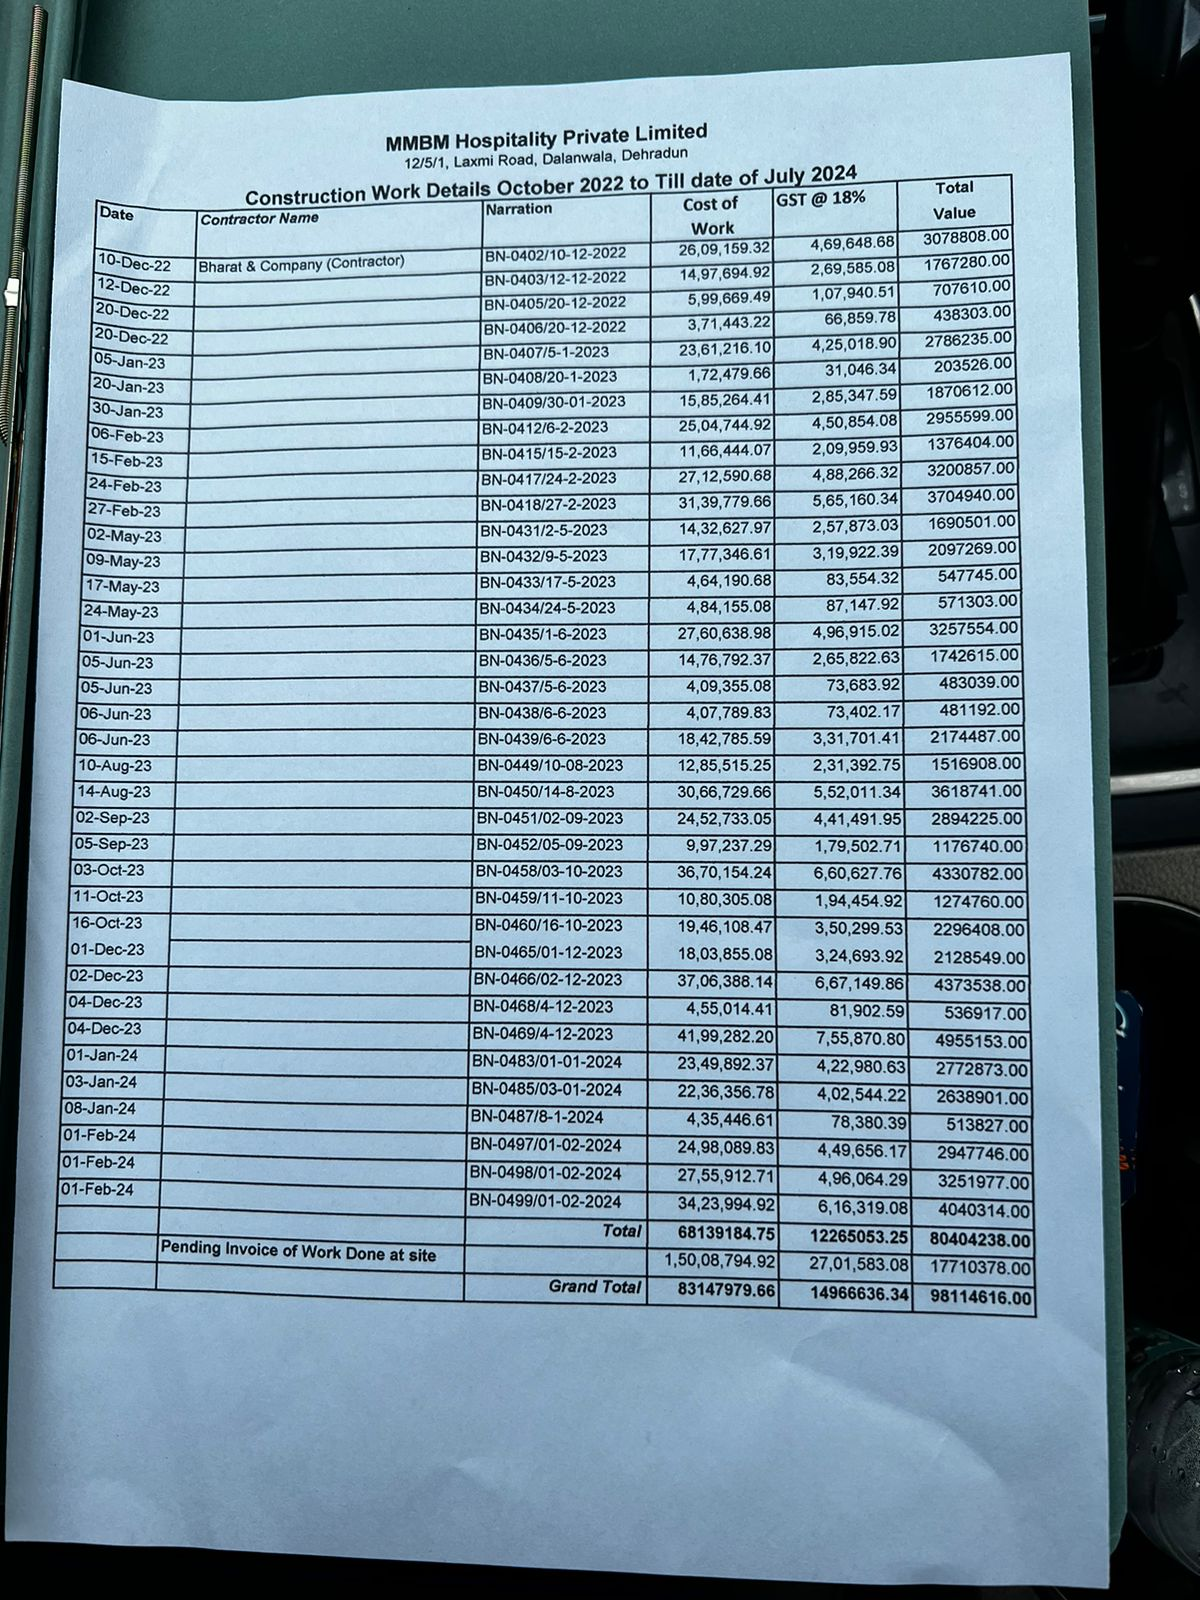 MMBM Hospitality Private Limited
12/5/1, Laxmi Road, Dalanwala, Dehradun
Construction Work Details October 2022 to Till date of July 2024
Date Contractor Name Narration Cost of Work GST @ 18% Total Value
10-Dec-22 Bharat & Company (Contractor) BN-0402/10-12-2022 26,09,159.32 4,69,648.68 3078808.00
12-Dec-22 BN-0403/12-12-2022 14,97,694.92 2,69,585.08 1767280.00
20-Dec-22 BN-0405/20-12-2022 5,99,669.49 1,07,940.51 707610.00
20-Dec-22 BN-0406/20-12-2022 3,71,443.22 66,859.78 438303.00
05-Jan-23 BN-0407/5-1-2023 23,61,216.10 4,25,018.90 2786235.00
20-Jan-23 BN-0408/20-1-2023 1,72,479.66 31,046.34 203526.00
30-Jan-23 BN-0409/30-01-2023 15,85,264.41 2,85,347.59 1870612.00
06-Feb-23 BN-0412/6-2-2023 25,04,744.92 4,50,854.08 2955599.00
15-Feb-23 BN-0415/15-2-2023 11,66,444.07 2,09,959.93 1376404.00
24-Feb-23 BN-0417/24-2-2023 27,12,590.68 4,88,266.32 3200857.00
27-Feb-23 BN-0418/27-2-2023 31,39,779.66 5,65,160.34 3704940.00
02-May-23 BN-0431/2-5-2023 14,32,627.97 2,57,873.03 1690501.00
09-May-23 BN-0432/9-5-2023 17,77,346.61 3,19,922.39 2097269.00
17-May-23 BN-0433/17-5-2023 4,64,190.68 83,554.32 547745.00
24-May-23 BN-0434/24-5-2023 4,84,155.08 87,147.92 571303.00
01-Jun-23 BN-0435/1-6-2023 27,60,638.98 4,96,915.02 3257554.00
05-Jun-23 BN-0436/5-6-2023 14,76,792.37 2,65,822.63 1742615.00
05-Jun-23 BN-0437/5-6-2023 4,09,355.08 73,683.92 483039.00
06-Jun-23 BN-0438/6-6-2023 4,07,789.83 73,402.17 481192.00
06-Jun-23 BN-0439/6-6-2023 18,42,785.59 3,31,701.41 2174487.00
10-Aug-23 BN-0449/10-08-2023 12,85,515.25 2,31,392.75 1516908.00
14-Aug-23 BN-0450/14-8-2023 30,66,729.66 5,52,011.34 3618741.00
02-Sep-23 BN-0451/02-09-2023 24,52,733.05 4,41,491.95 2894225.00
05-Sep-23 BN-0452/05-09-2023 9,97,237.29 1,79,502.71 1176740.00
03-Oct-23 BN-0458/03-10-2023 36,70,154.24 6,60,627.76 4330782.00
11-Oct-23 BN-0459/11-10-2023 10,80,305.08 1,94,454.92 1274760.00
16-Oct-23 BN-0460/16-10-2023 19,46,108.47 3,50,299.53 2296408.00
01-Dec-23 BN-0465/01-12-2023 18,03,855.08 3,24,693.92 2128549.00
02-Dec-23 BN-0466/02-12-2023 37,06,388.14 6,67,149.86 4373538.00
04-Dec-23 BN-0468/4-12-2023 4,55,014.41 81,902.59 536917.00
04-Dec-23 BN-0469/4-12-2023 41,99,282.20 7,55,870.80 4955153.00
01-Jan-24 BN-0483/01-01-2024 23,49,892.37 4,22,980.63 2772873.00
03-Jan-24 BN-0485/03-01-2024 22,36,356.78 4,02,544.22 2638901.00
08-Jan-24 BN-0487/8-1-2024 4,35,446.61 78,380.39 513827.00
01-Feb-24 BN-0497/01-02-2024 24,98,089.83 4,49,656.17 2947746.00
01-Feb-24 BN-0498/01-02-2024 27,55,912.71 4,96,064.29 3251977.00
01-Feb-24 BN-0499/01-02-2024 34,23,994.92 6,16,319.08 4040314.00
Total 68139184.75 12265053.25 80404238.00
Pending Invoice of Work Done at site 1,50,08,794.92 27,01,583.08 17710378.00
Grand Total 83147979.66 14966636.34 98114616.00